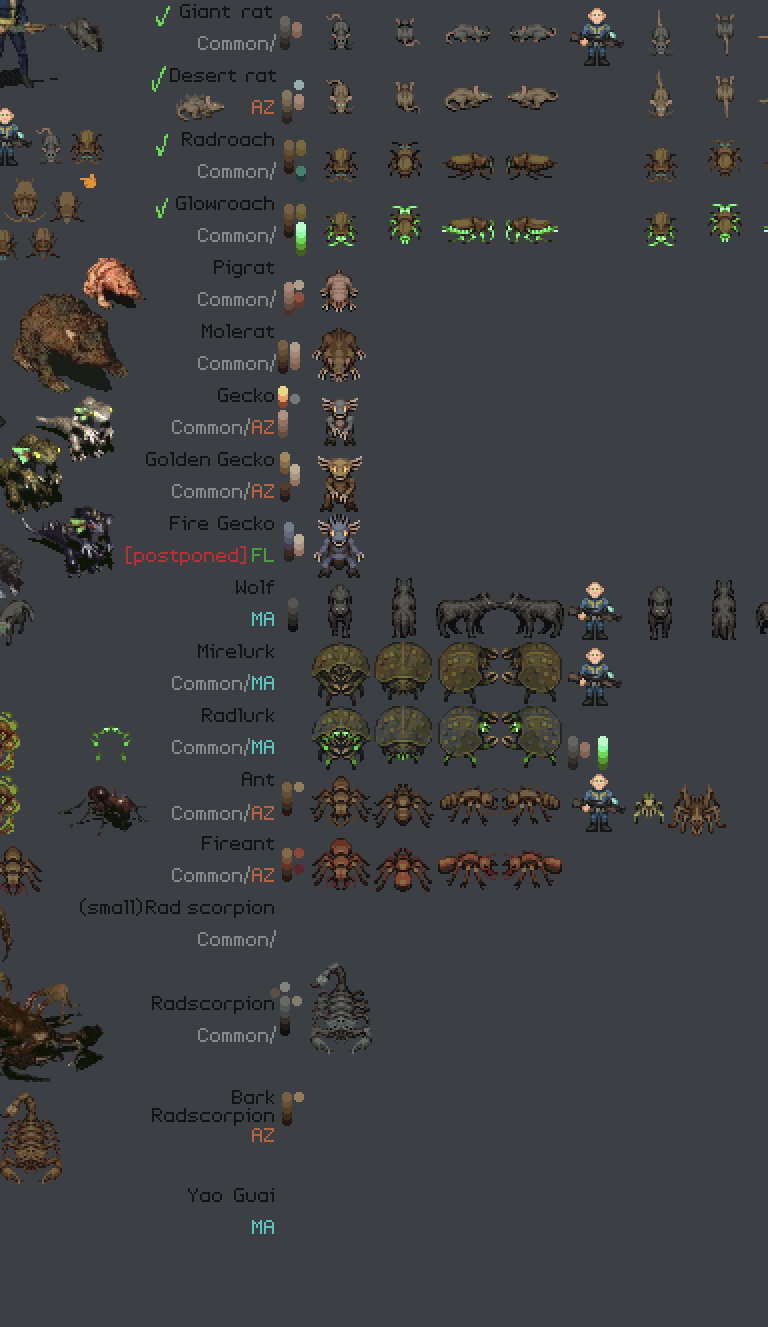 Giant rat
Common/
Desert rat
AZ
Radroach
Common/
Glowroach
Common/
Pigrat
Common/
Molerat
Common/
Gecko
Common/AZ
Golden Gecko
Common/AZ
Fire Gecko
[postponed]FL
Wolf
MA
Mirelurk
Common/MA
Radlurk
Common/MA
Ant
Common/AZ
Fireant
Common/AZ
(small)Rad scorpion
Common/
Radscorpion
Common/
Bark
Radscorpion
AZ
Yao Guai
MA